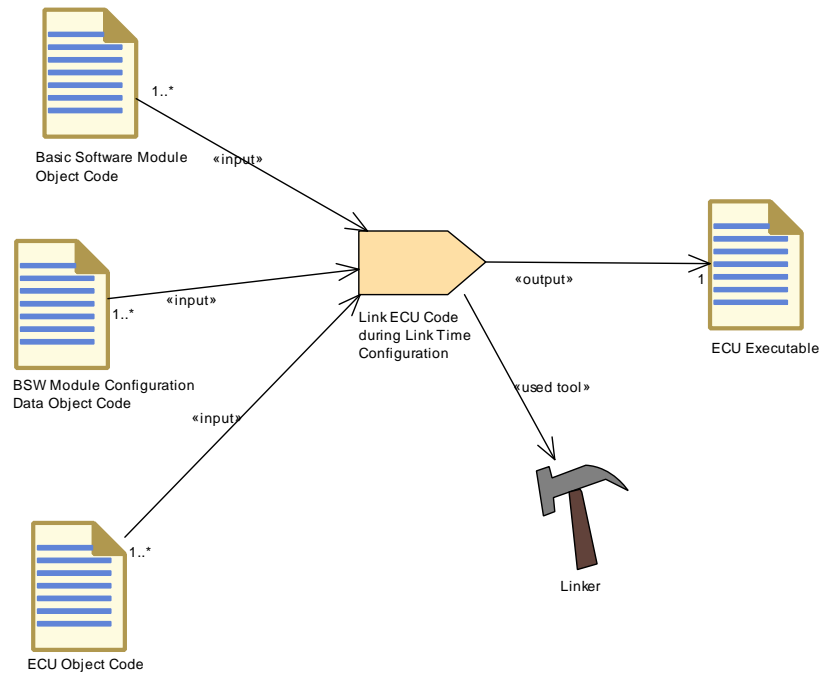 1..*
Basic Software Module
Object Code
«input»
«input»
1..*
BSW Module Configuration
Data Object Code
«input»
1..*
ECU Object Code
Link ECU Code
during Link Time
Configuration
«output»
1
ECU Executable
«used tool»
Linker